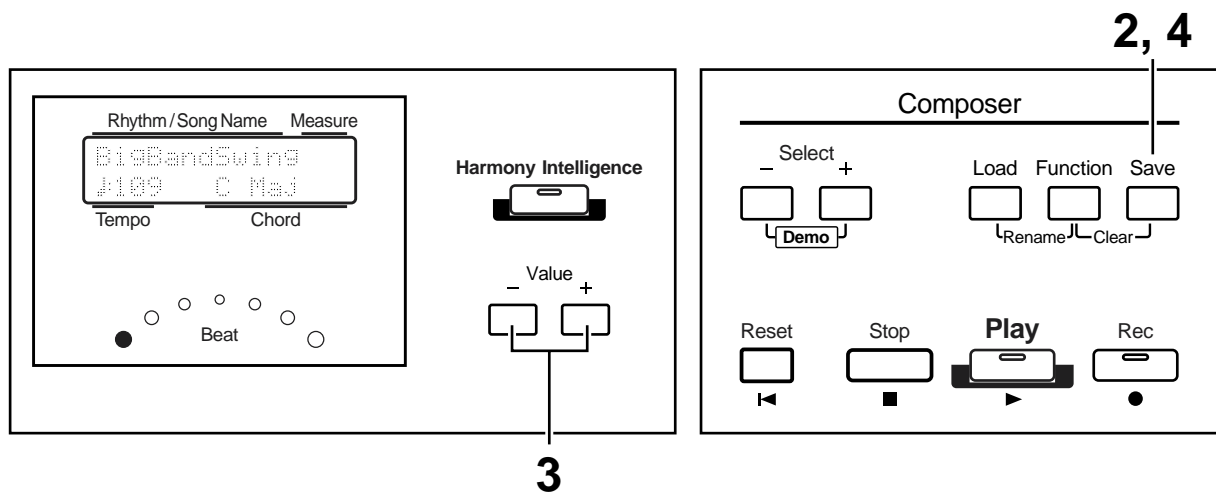 2, 4
Rhythm / Song Name Measure
BigBandSwing
♩:109 C Maj
Tempo Chord
Beat
Harmony Intelligence
Value
– +
3
Composer
Select
– +
Demo
Load Function Save
Rename Clear
Reset Stop Play Rec